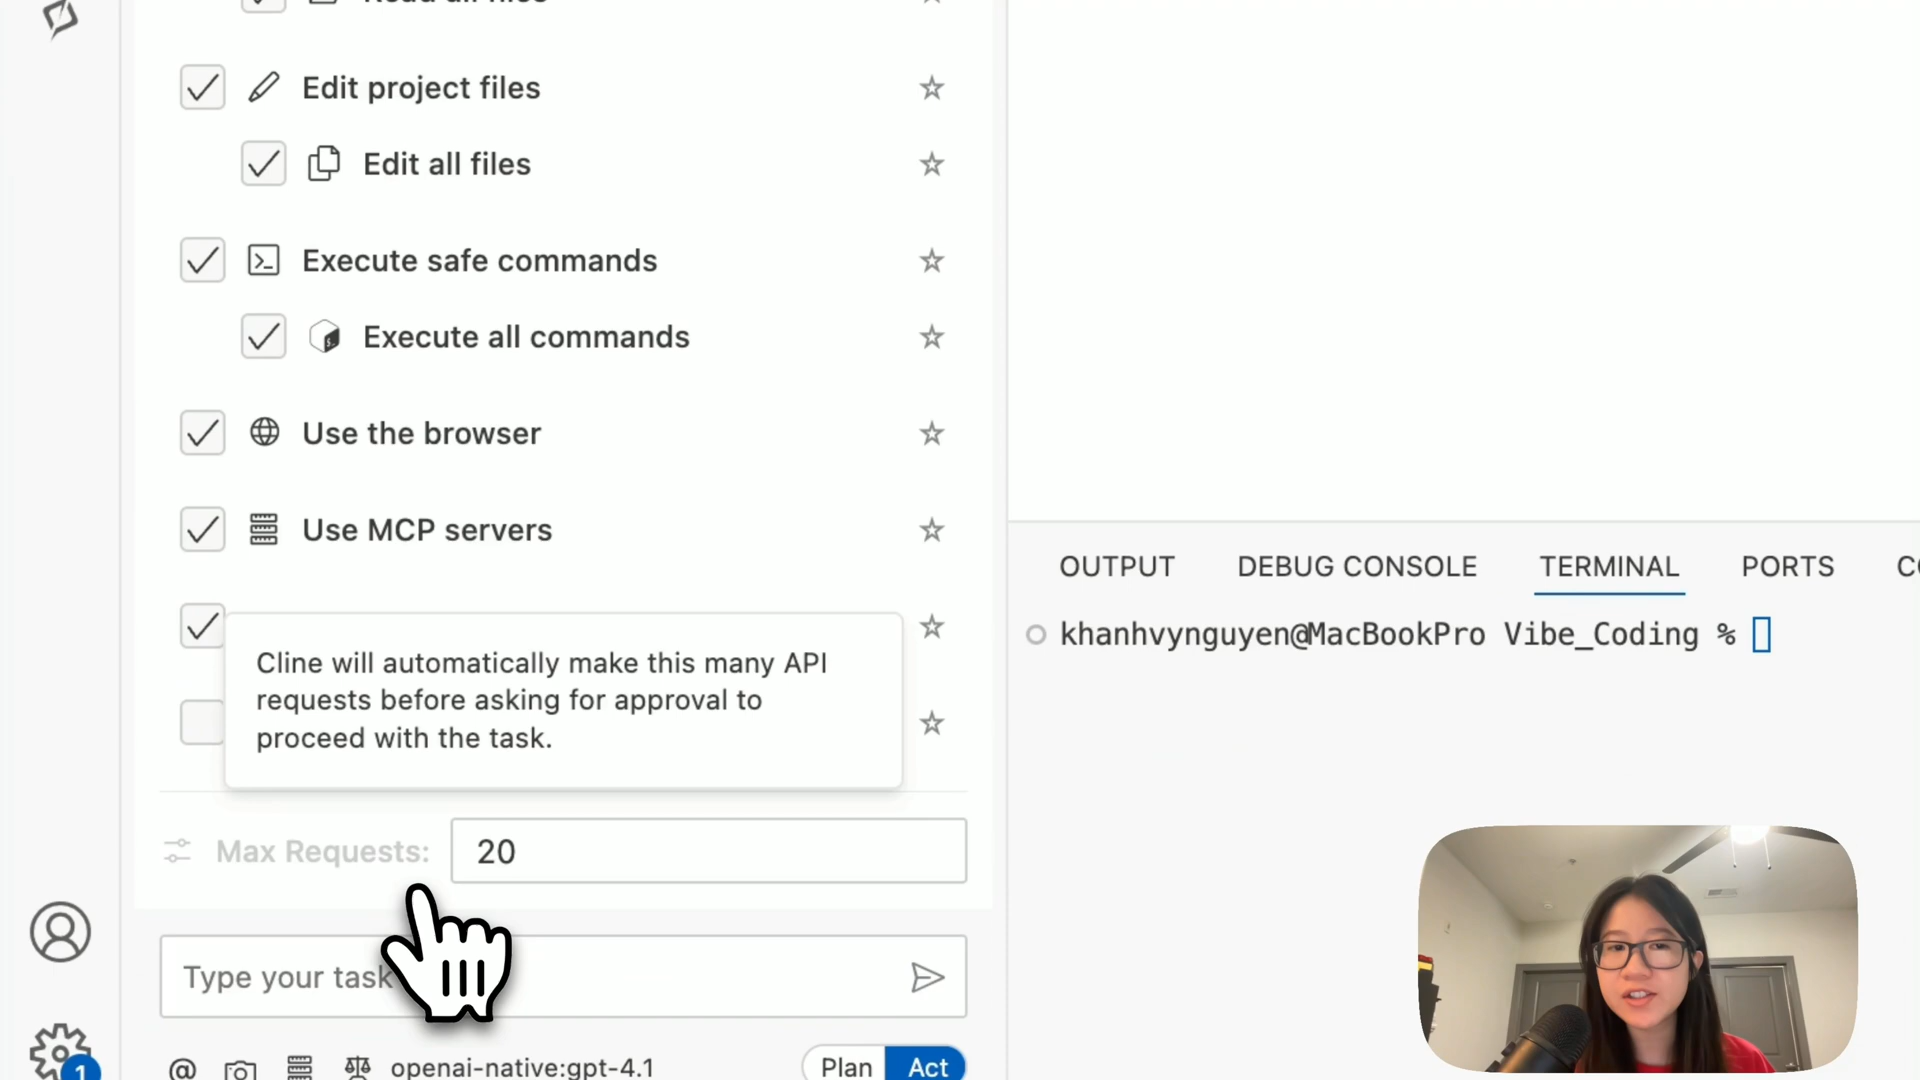 Read all files
Edit project files
Edit all files
Execute safe commands
Execute all commands
Use the browser
Use MCP servers
Cline will automatically make this many API
requests before asking for approval to
proceed with the task.
Max Requests: 20
Type your task
@ openai-native:gpt-4.1 Plan Act
1
OUTPUT DEBUG CONSOLE TERMINAL PORTS
khanhvynguyen@MacBookPro Vibe_Coding %